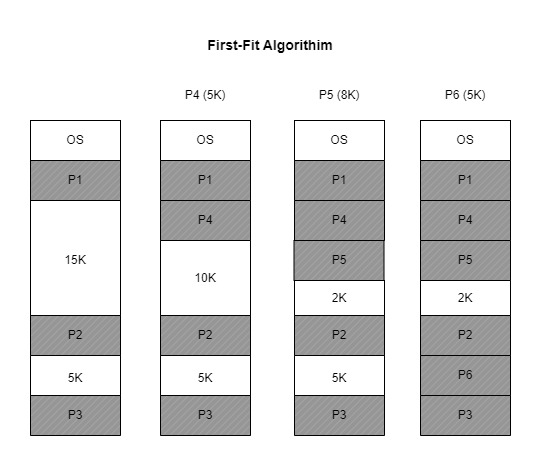 First-Fit Algorithim
P4 (5K)
P5 (8K)
P6 (5K)
OS
P1
15K
P2
5K
P3
OS
P1
P4
10K
P2
5K
P3
OS
P1
P4
P5
2K
P2
5K
P3
OS
P1
P4
P5
2K
P2
P6
P3